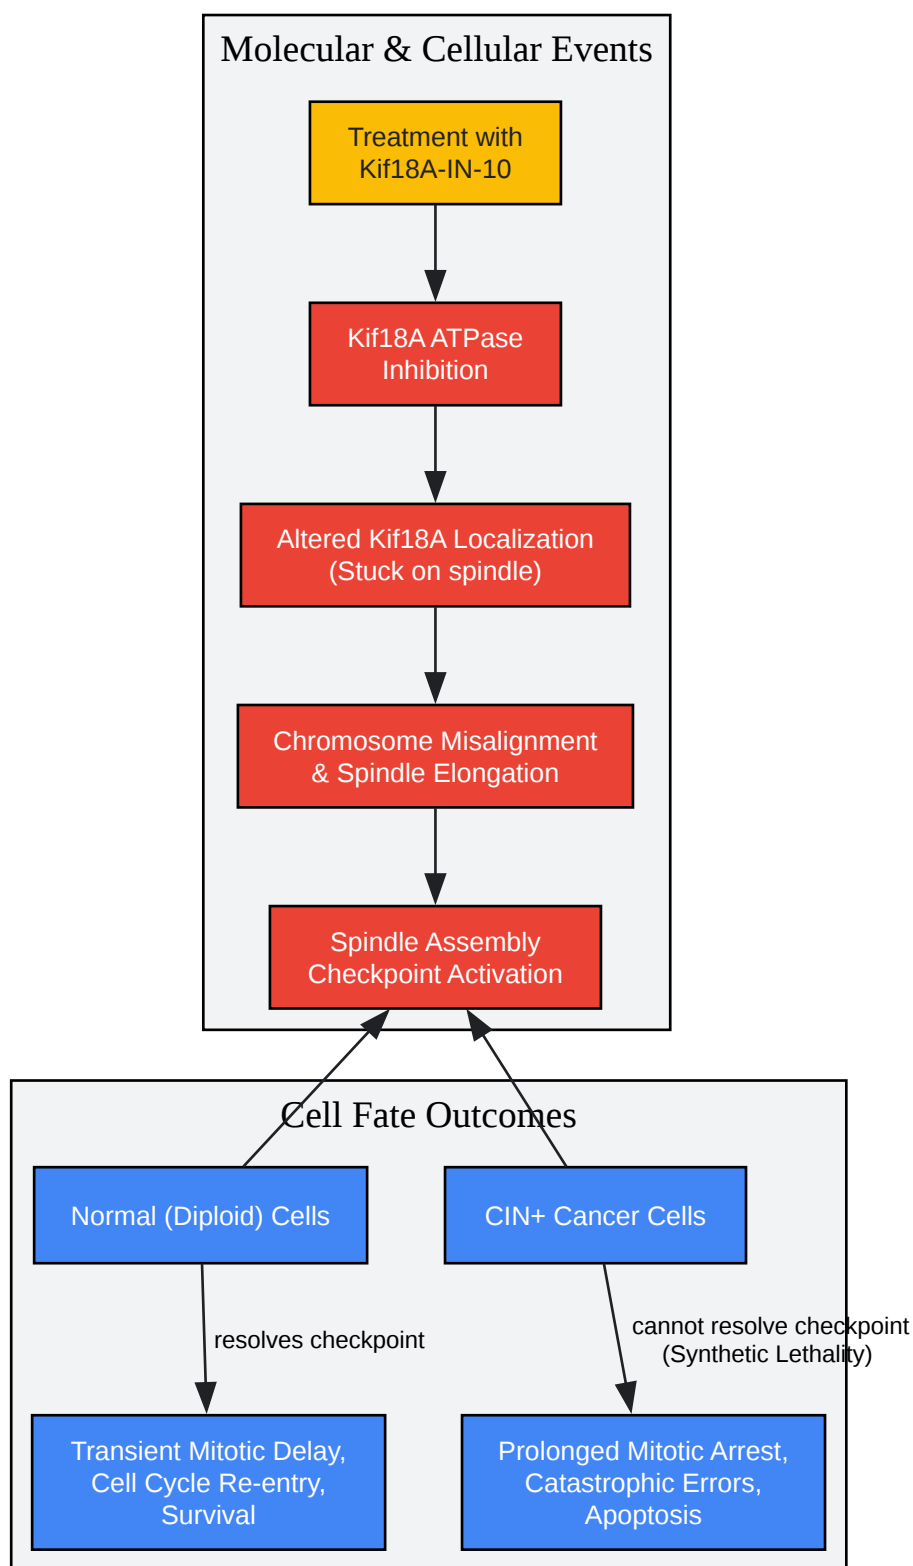 Molecular & Cellular Events
Treatment with
Kif18A-IN-10
Kif18A ATPase
Inhibition
Altered Kif18A Localization
(Stuck on spindle)
Chromosome Misalignment
& Spindle Elongation
Spindle Assembly
Checkpoint Activation
Cell Fate Outcomes
Normal (Diploid) Cells
CIN+ Cancer Cells
resolves checkpoint
cannot resolve checkpoint
(Synthetic Lethality)
Transient Mitotic Delay,
Cell Cycle Re-entry,
Survival
Prolonged Mitotic Arrest,
Catastrophic Errors,
Apoptosis